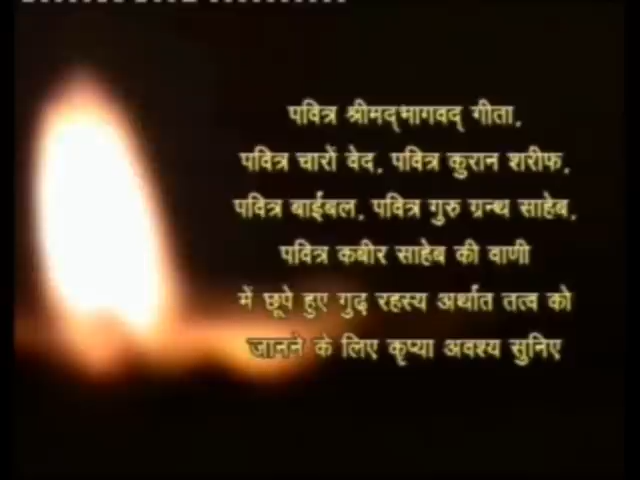 पवित्र श्रीमद्‌भागवद् गीता,
पवित्र चारों वेद, पवित्र कुरान शरीफ,
पवित्र बाईबल, पवित्र गुरु ग्रन्थ साहेब,
पवित्र कबीर साहेब की वाणी
में छूपे हुए गुढ़ रहस्य अर्थात तत्व को
जानने के लिए कृप्या अवश्य सुनिए